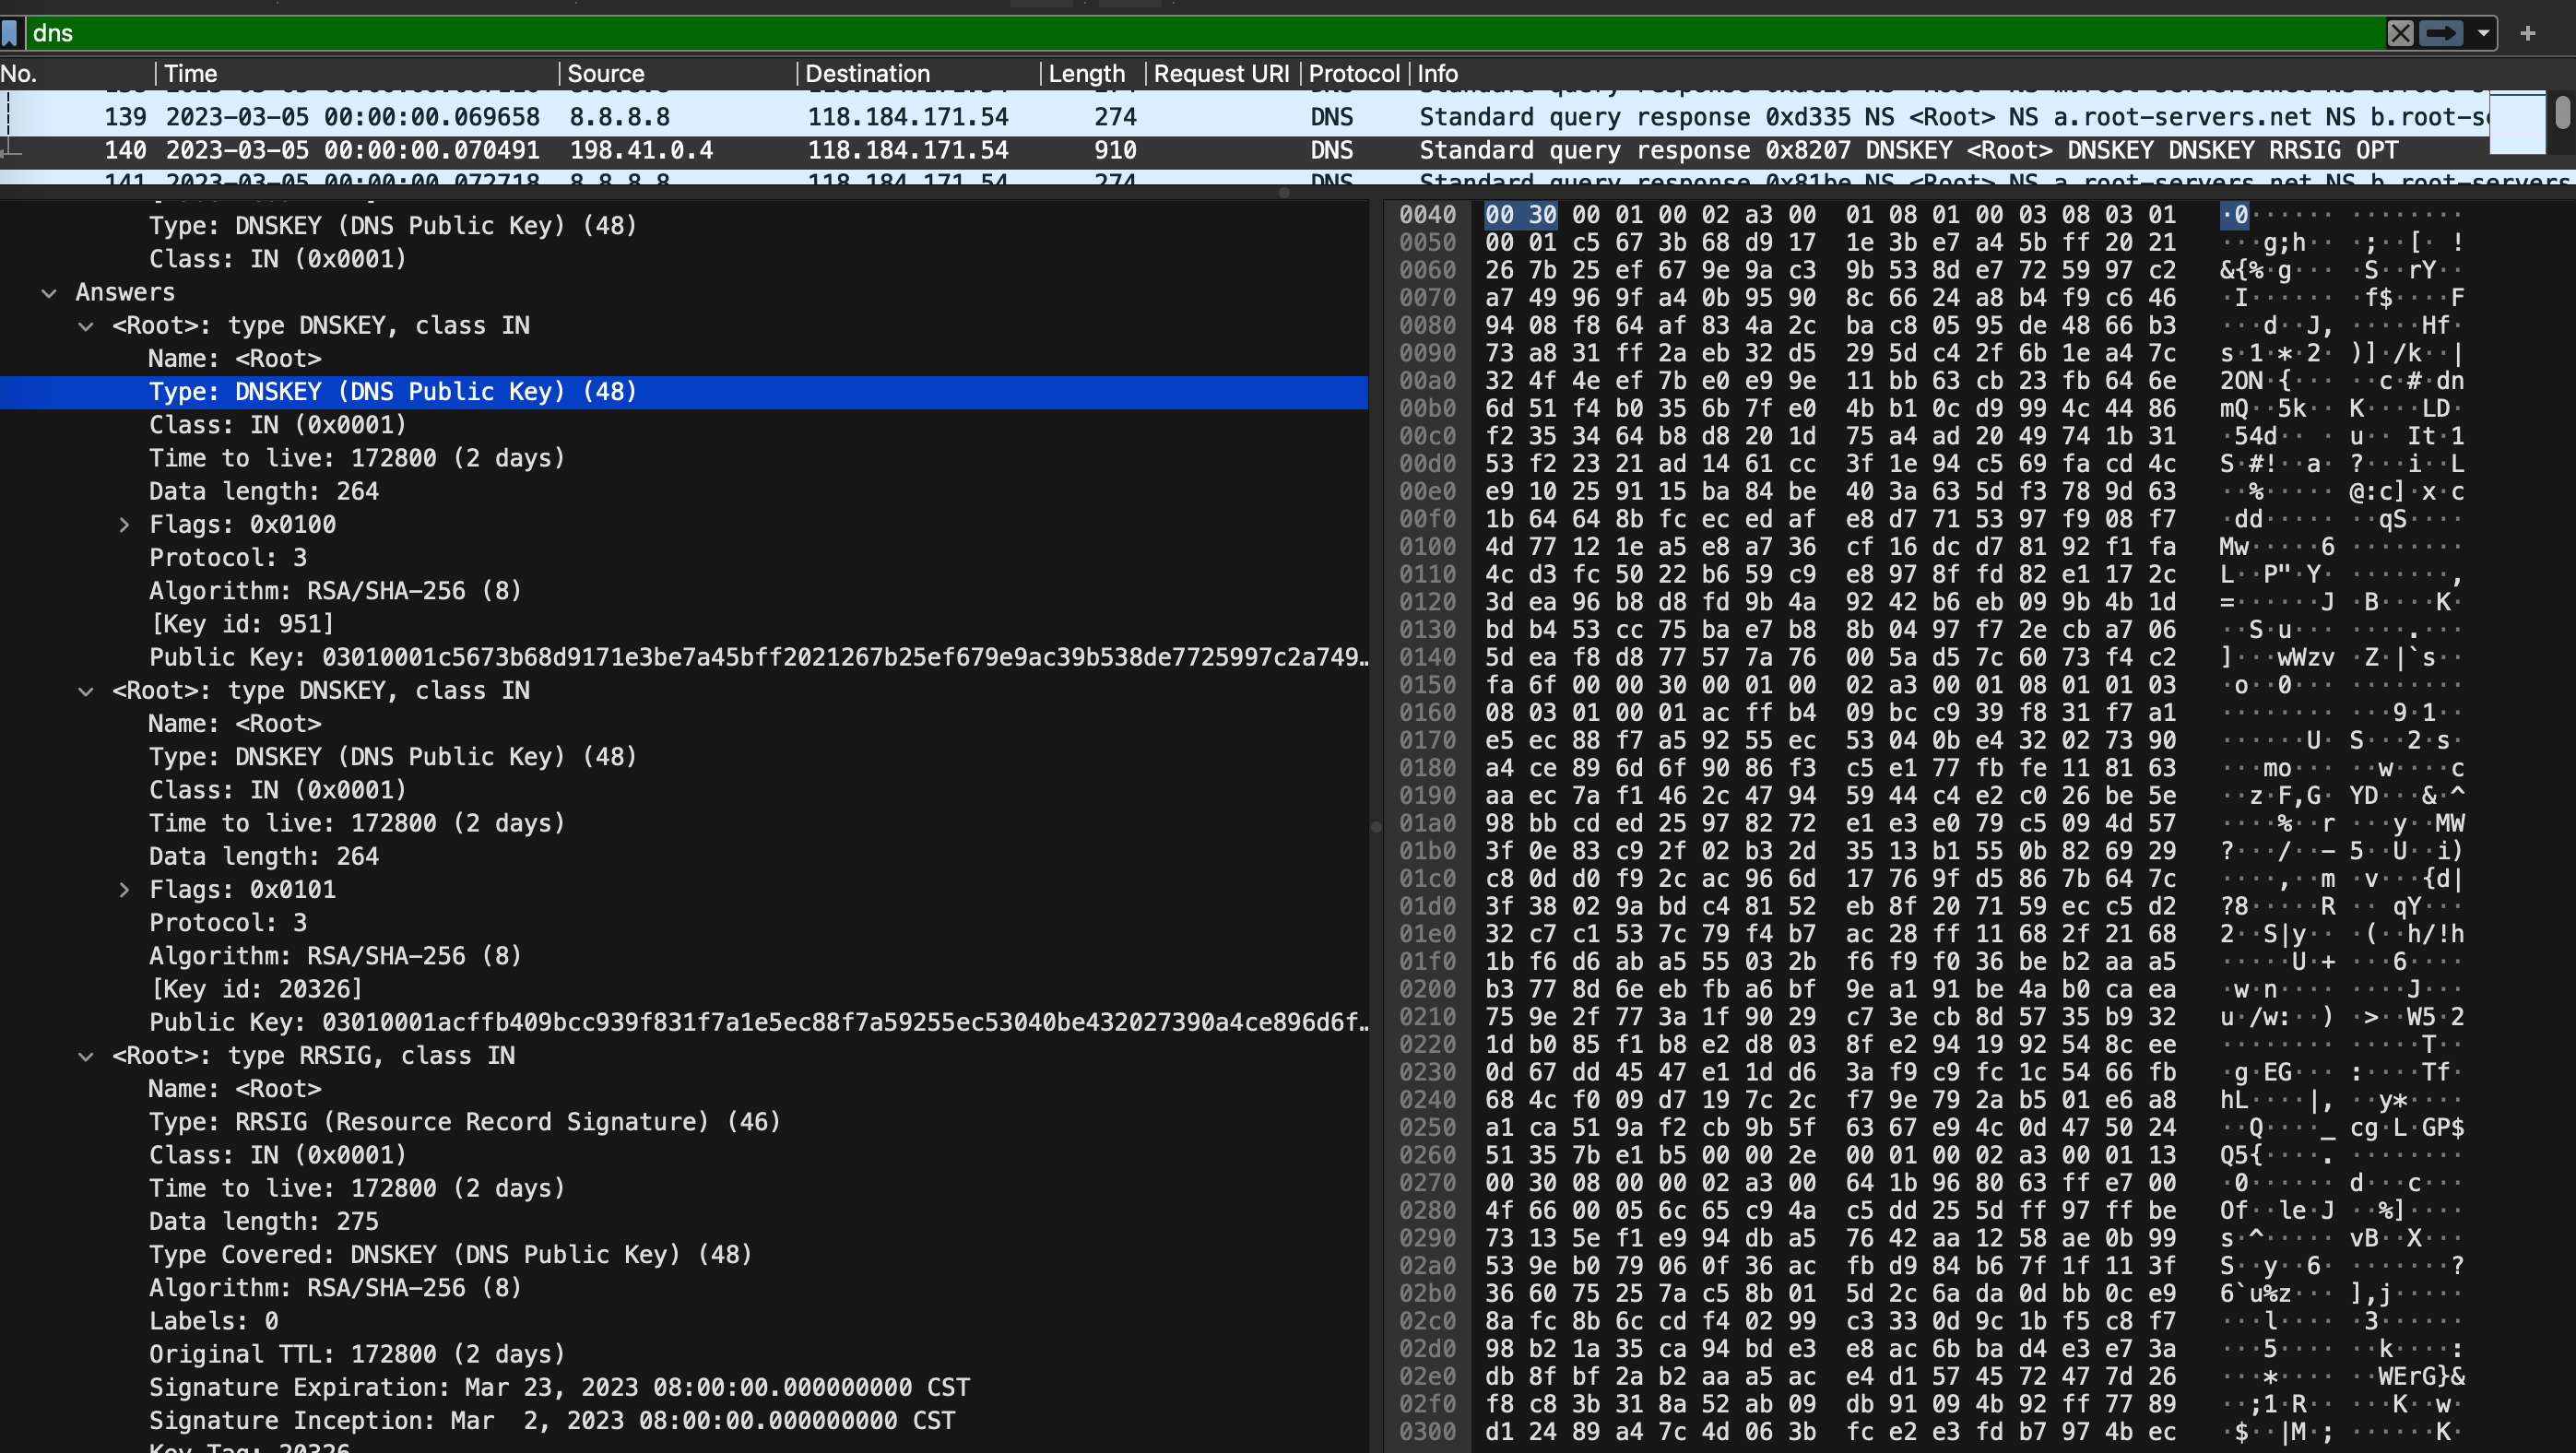 dns
No. Time Source Destination Length Request URI Protocol Info
139 2023-03-05 00:00:00.069658 8.8.8.8 118.184.171.54 274 DNS Standard query response 0xd335 NS <Root> NS a.root-servers.net NS b.root-s
140 2023-03-05 00:00:00.070491 198.41.0.4 118.184.171.54 910 DNS Standard query response 0x8207 DNSKEY <Root> DNSKEY DNSKEY RRSIG OPT
141 2023-03-05 00:00:00.072718 8.8.8.8 118.184.171.54 274 DNS Standard query response 0x81be NS <Root> NS a.root-servers.net NS b.root-servers
Type: DNSKEY (DNS Public Key) (48)
Class: IN (0x0001)
Answers
<Root>: type DNSKEY, class IN
Name: <Root>
Type: DNSKEY (DNS Public Key) (48)
Class: IN (0x0001)
Time to live: 172800 (2 days)
Data length: 264
Flags: 0x0100
Protocol: 3
Algorithm: RSA/SHA-256 (8)
[Key id: 951]
Public Key: 03010001c5673b68d9171e3be7a45bff2021267b25ef679e9ac39b538de7725997c2a749…
<Root>: type DNSKEY, class IN
Name: <Root>
Type: DNSKEY (DNS Public Key) (48)
Class: IN (0x0001)
Time to live: 172800 (2 days)
Data length: 264
Flags: 0x0101
Protocol: 3
Algorithm: RSA/SHA-256 (8)
[Key id: 20326]
Public Key: 03010001acffb409bcc939f831f7a1e5ec88f7a59255ec53040be432027390a4ce896d6f…
<Root>: type RRSIG, class IN
Name: <Root>
Type: RRSIG (Resource Record Signature) (46)
Class: IN (0x0001)
Time to live: 172800 (2 days)
Data length: 275
Type Covered: DNSKEY (DNS Public Key) (48)
Algorithm: RSA/SHA-256 (8)
Labels: 0
Original TTL: 172800 (2 days)
Signature Expiration: Mar 23, 2023 08:00:00.000000000 CST
Signature Inception: Mar  2, 2023 08:00:00.000000000 CST
Key Tag: 20326
0040 00 30 00 01 00 02 a3 00 01 08 01 00 03 08 03 01
0050 00 01 c5 67 3b 68 d9 17 1e 3b e7 a4 5b ff 20 21
0060 26 7b 25 ef 67 9e 9a c3 9b 53 8d e7 72 59 97 c2
0070 a7 49 96 9f a4 0b 95 90 8c 66 24 a8 b4 f9 c6 46
0080 94 08 f8 64 af 83 4a 2c ba c8 05 95 de 48 66 b3
0090 73 a8 31 ff 2a eb 32 d5 29 5d c4 2f 6b 1e a4 7c
00a0 32 4f 4e ef 7b e0 e9 9e 11 bb 63 cb 23 fb 64 6e
00b0 6d 51 f4 b0 35 6b 7f e0 4b b1 0c d9 99 4c 44 86
00c0 f2 35 34 64 b8 d8 20 1d 75 a4 ad 20 49 74 1b 31
00d0 53 f2 23 21 ad 14 61 cc 3f 1e 94 c5 69 fa cd 4c
00e0 e9 10 25 91 15 ba 84 be 40 3a 63 5d f3 78 9d 63
00f0 1b 64 64 8b fc ec ed af e8 d7 71 53 97 f9 08 f7
0100 4d 77 12 1e a5 e8 a7 36 cf 16 dc d7 81 92 f1 fa
0110 4c d3 fc 50 22 b6 59 c9 e8 97 8f fd 82 e1 17 2c
0120 3d ea 96 b8 d8 fd 9b 4a 92 42 b6 eb 09 9b 4b 1d
0130 bd b4 53 cc 75 ba e7 b8 8b 04 97 f7 2e cb a7 06
0140 5d ea f8 d8 77 57 7a 76 00 5a d5 7c 60 73 f4 c2
0150 fa 6f 00 00 30 00 01 00 02 a3 00 01 08 01 01 03
0160 08 03 01 00 01 ac ff b4 09 bc c9 39 f8 31 f7 a1
0170 e5 ec 88 f7 a5 92 55 ec 53 04 0b e4 32 02 73 90
0180 a4 ce 89 6d 6f 90 86 f3 c5 e1 77 fb fe 11 81 63
0190 aa ec 7a f1 46 2c 47 94 59 44 c4 e2 c0 26 be 5e
01a0 98 bb cd ed 25 97 82 72 e1 e3 e0 79 c5 09 4d 57
01b0 3f 0e 83 c9 2f 02 b3 2d 35 13 b1 55 0b 82 69 29
01c0 c8 0d d0 f9 2c ac 96 6d 17 76 9f d5 86 7b 64 7c
01d0 3f 38 02 9a bd c4 81 52 eb 8f 20 71 59 ec c5 d2
01e0 32 c7 c1 53 7c 79 f4 b7 ac 28 ff 11 68 2f 21 68
01f0 1b f6 d6 ab a5 55 03 2b f6 f9 f0 36 be b2 aa a5
0200 b3 77 8d 6e eb fb a6 bf 9e a1 91 be 4a b0 ca ea
0210 75 9e 2f 77 3a 1f 90 29 c7 3e cb 8d 57 35 b9 32
0220 1d b0 85 f1 b8 e2 d8 03 8f e2 94 19 92 54 8c ee
0230 0d 67 dd 45 47 e1 1d d6 3a f9 c9 fc 1c 54 66 fb
0240 68 4c f0 09 d7 19 7c 2c f7 9e 79 2a b5 01 e6 a8
0250 a1 ca 51 9a f2 cb 9b 5f 63 67 e9 4c 0d 47 50 24
0260 51 35 7b e1 b5 00 00 2e 00 01 00 02 a3 00 01 13
0270 00 30 08 00 00 02 a3 00 64 1b 96 80 63 ff e7 00
0280 4f 66 00 05 6c 65 c9 4a c5 dd 25 5d ff 97 ff be
0290 73 13 5e f1 e9 94 db a5 76 42 aa 12 58 ae 0b 99
02a0 53 9e b0 79 06 0f 36 ac fb d9 84 b6 7f 1f 11 3f
02b0 36 60 75 25 7a c5 8b 01 5d 2c 6a da 0d bb 0c e9
02c0 8a fc 8b 6c cd f4 02 99 c3 33 0d 9c 1b f5 c8 f7
02d0 98 b2 1a 35 ca 94 bd e3 e8 ac 6b ba d4 e3 e7 3a
02e0 db 8f bf 2a b2 aa a5 ac e4 d1 57 45 72 47 7d 26
02f0 f8 c8 3b 31 8a 52 ab 09 db 91 09 4b 92 ff 77 89
0300 d1 24 89 a4 7c 4d 06 3b fc e2 e3 fd b7 97 4b ec